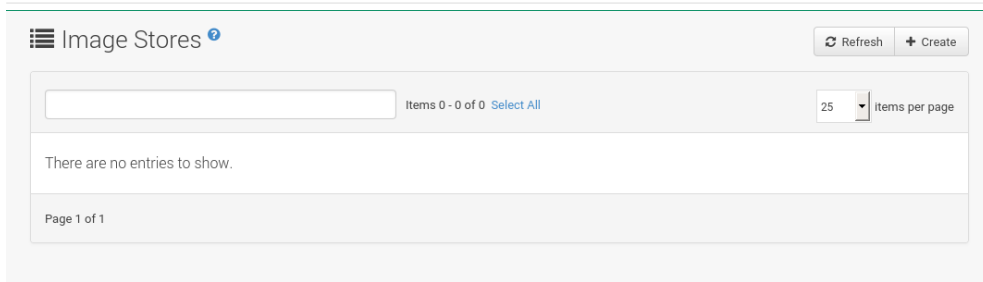 Image Stores ?
Refresh + Create
Items 0 - 0 of 0 Select All 25 items per page
There are no entries to show.
Page 1 of 1